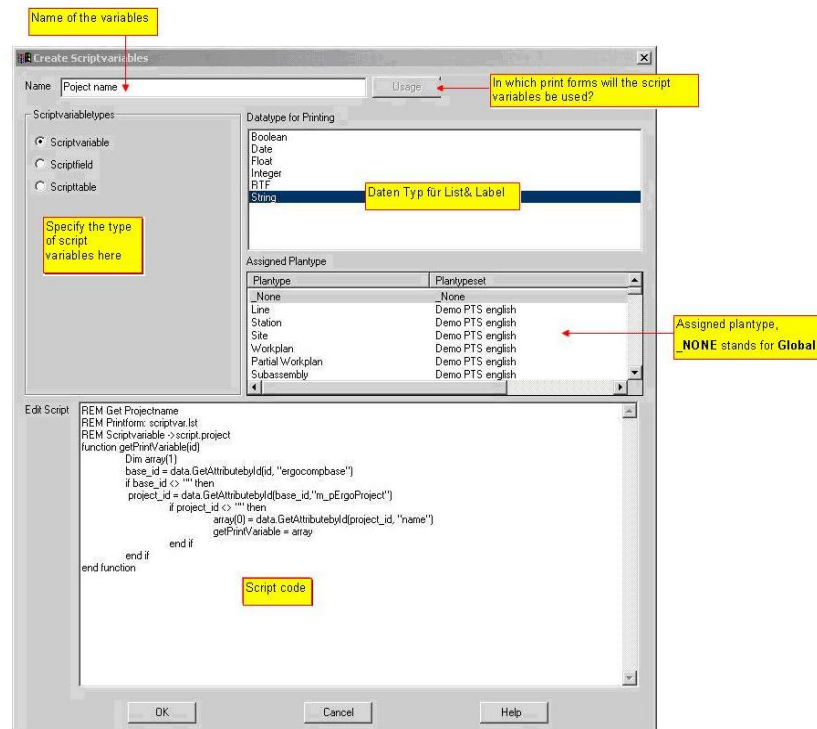 Name of the variables
Create Scriptvariables
Name
Poject name
Usage
In which print forms will the script
variables be used?
Scriptvariabletypes
Scriptvariable
Scriptfield
Scripttable
Specify the type
of script
variables here
Datatype for Printing
Boolean
Date
Float
Integer
RTF
String
Daten Typ für List& Label
Assigned Plantype
Plantype Plantypeset
_None _None
Line Demo PTS english
Station Demo PTS english
Site Demo PTS english
Workplan Demo PTS english
Partial Workplan Demo PTS english
Subassembly Demo PTS english
Assigned plantype,
_NONE stands for Global
Edit Script
REM Get Projectname
REM Printform: scriptvar.lst
REM Scriptvariable ->script.project
function getPrintVariable(id)
Dim array(1)
base_id = data.GetAttributebyId(id, "ergocompbase")
if base_id <> "" then
project_id = data.GetAttributebyId(base_id,"m_pErgoProject")
if project_id <> "" then
array(0) = data.GetAttributebyId(project_id, "name")
getPrintVariable = array
end if
end if
end function
Script code
OK
Cancel
Help